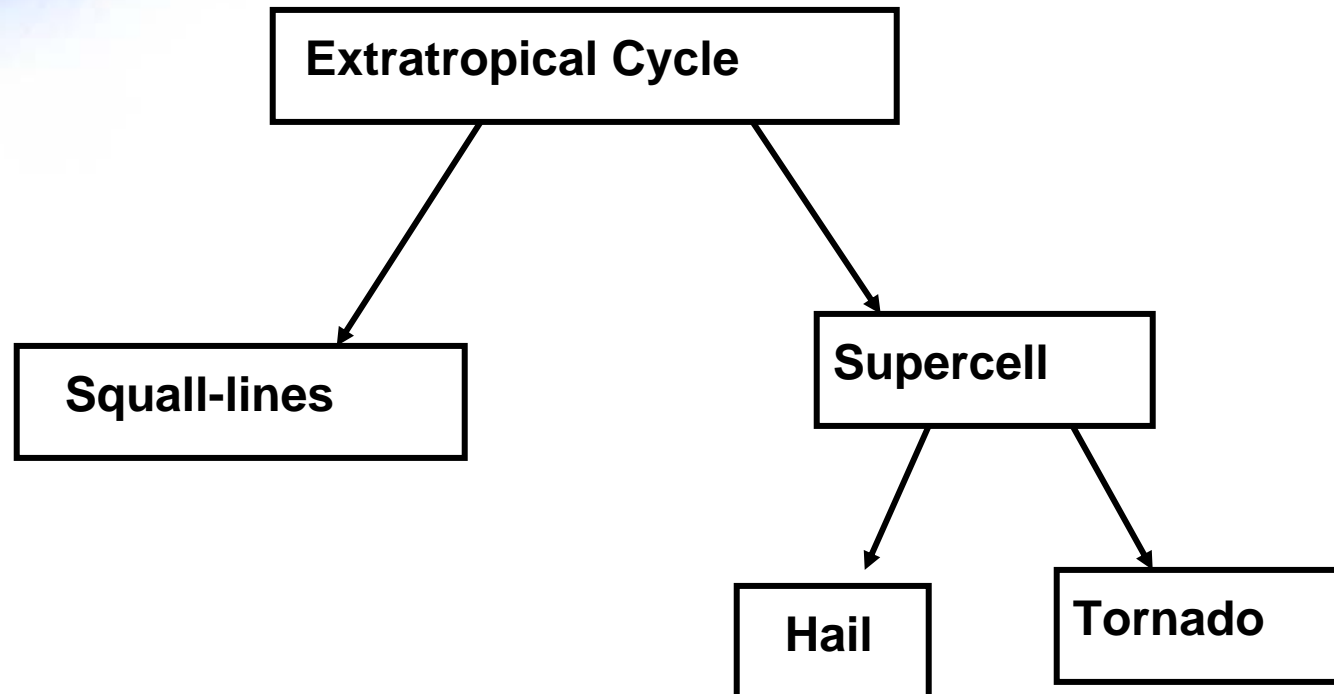 Extratropical Cycle
Squall-lines
Supercell
Hail
Tornado